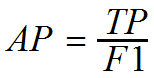 AP = TP / F1